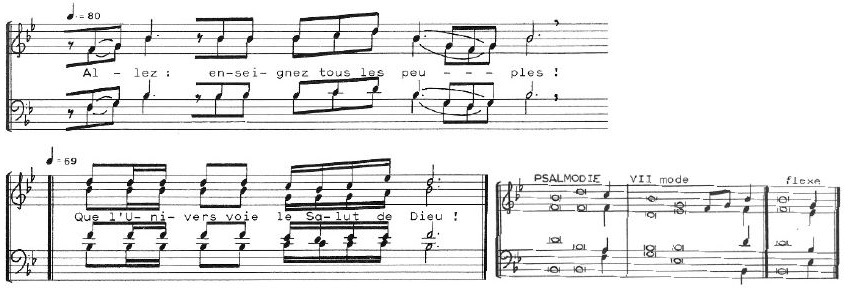 ♩. = 80
Al - lez : en-sei- gnez tous les peu - - - ples !
♩ = 69
Que l'U- ni- vers voie le Sa- lut de Dieu !
PSALMODIE VII mode flexe